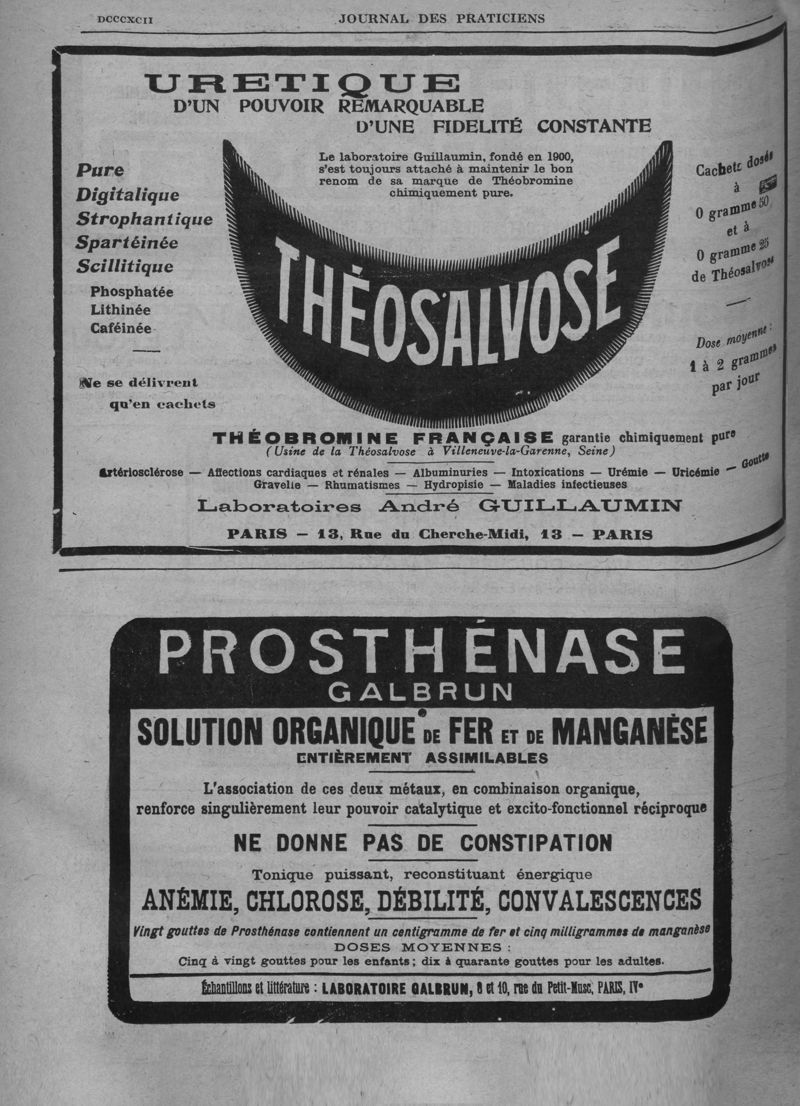 DCCCXCII
JOURNAL DES PRATICIENS
URETIQUE
D'UN POUVOIR REMARQUABLE
D'UNE FIDELITÉ CONSTANTE
Le laboratoire Guillaumin, fondé en 1900,
s'est toujours attaché à maintenir le bon
renom de sa marque de Théobromine
chimiquement pure.
Pure
Digitalique
Strophantique
Spartéinée
Scillitique
Phosphatée
Lithinée
Caféinée
Ne se délivrent
qu'en cachets
THÉOSALVOSE
Cachets dosés
à
0 gramme 50
et à
0 gramme 25
de Théosalvose
Dose moyenne :
1 à 2 grammes
par jour
THÉOBROMINE FRANÇAISE garantie chimiquement pure
(Usine de la Théosalvose à Villeneuve-la-Garenne, Seine)
Artériosclérose — Affections cardiaques et rénales — Albuminuries — Intoxications — Urémie — Uricémie — Goutte
Gravelle — Rhumatismes — Hydropisie — Maladies infectieuses
Laboratoires André GUILLAUMIN
PARIS — 13, Rue du Cherche-Midi, 13 — PARIS
PROSTHÉNASE
GALBRUN
SOLUTION ORGANIQUE DE FER ET DE MANGANÈSE
ENTIÈREMENT ASSIMILABLES
L'association de ces deux métaux, en combinaison organique,
renforce singulièrement leur pouvoir catalytique et excito-fonctionnel réciproque
NE DONNE PAS DE CONSTIPATION
Tonique puissant, reconstituant énergique
ANÉMIE, CHLOROSE, DÉBILITÉ, CONVALESCENCES
Vingt gouttes de Prosthénase contiennent un centigramme de fer et cinq milligrammes de manganèse
DOSES MOYENNES :
Cinq à vingt gouttes pour les enfants ; dix à quarante gouttes pour les adultes.
Échantillons et littérature : LABORATOIRE GALBRUN, 8 et 10, rue du Petit-Musc, PARIS, IVe